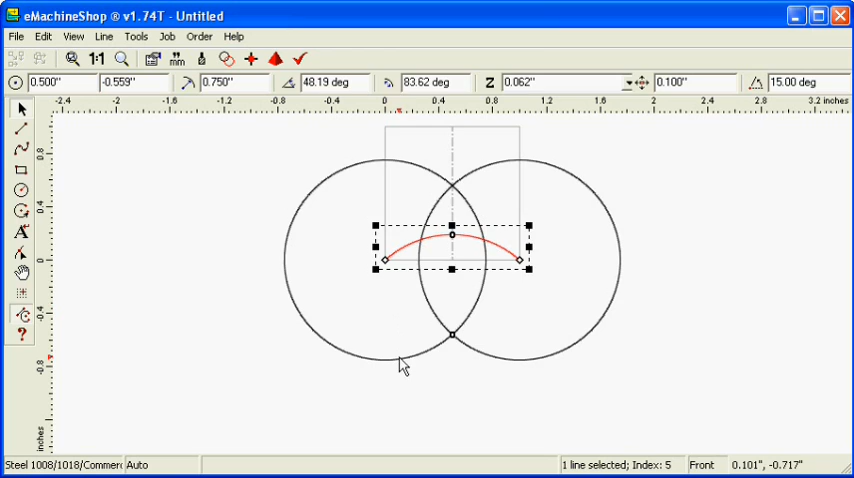 eMachineShop ® v1.74T - Untitled
File Edit View Line Tools Job Order Help
1:1 mm
0.500" -0.559" 0.750" 48.19 deg 83.62 deg Z 0.062" 0.100" 15.00 deg
-2.4 -2 -1.6 -1.2 -0.8 -0.4 0 0.4 0.8 1.2 1.6 2 2.4 2.8 3.2 inches
0.8
0.4
0
-0.4
-0.8
inches
A
?
Steel 1008/1018/Commerc Auto 1 line selected; Index: 5 Front 0.101", -0.717"